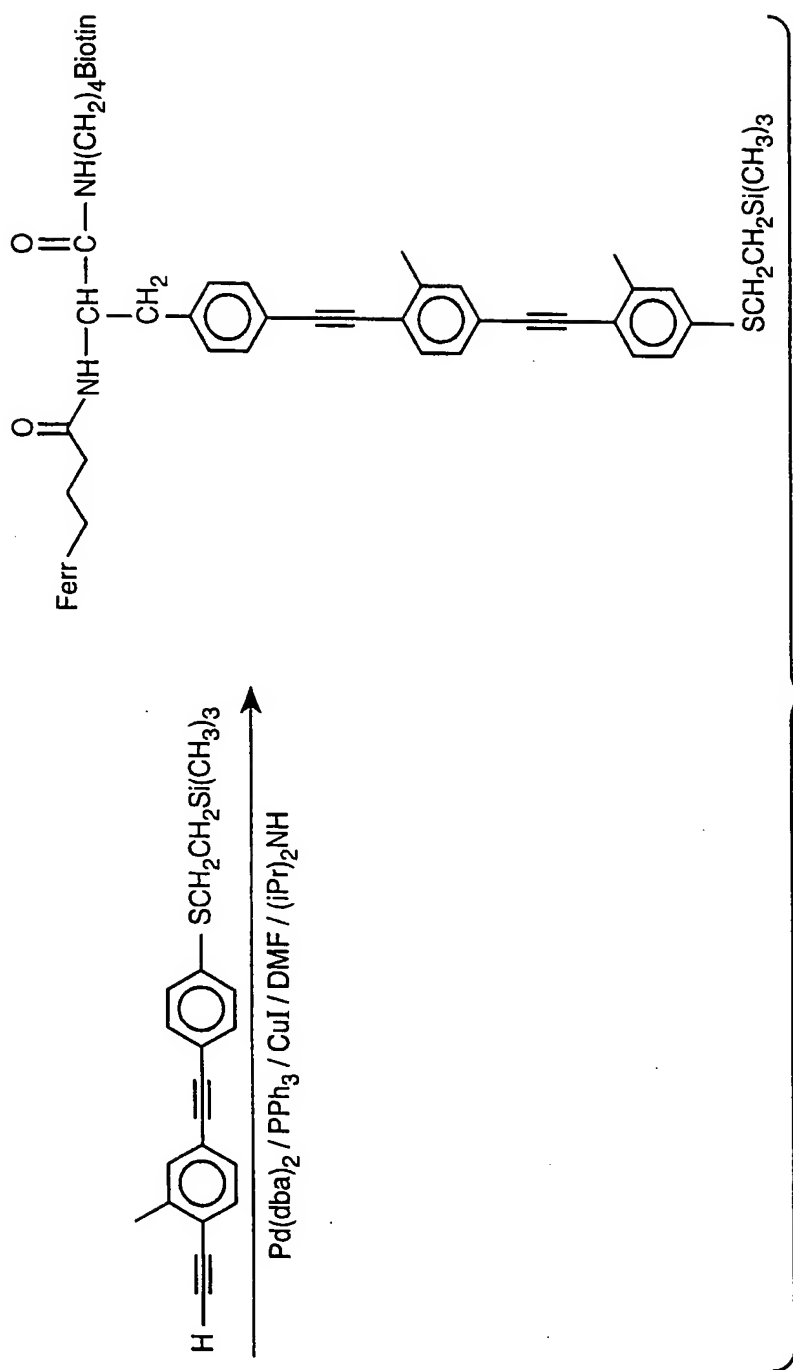 H
SCH2CH2Si(CH3)3
Pd(dba)2 / PPh3 / CuI / DMF / (iPr)2NH
O
O
NH
CH
C
NH(CH2)4Biotin
Ferr
CH2
SCH2CH2Si(CH3)3